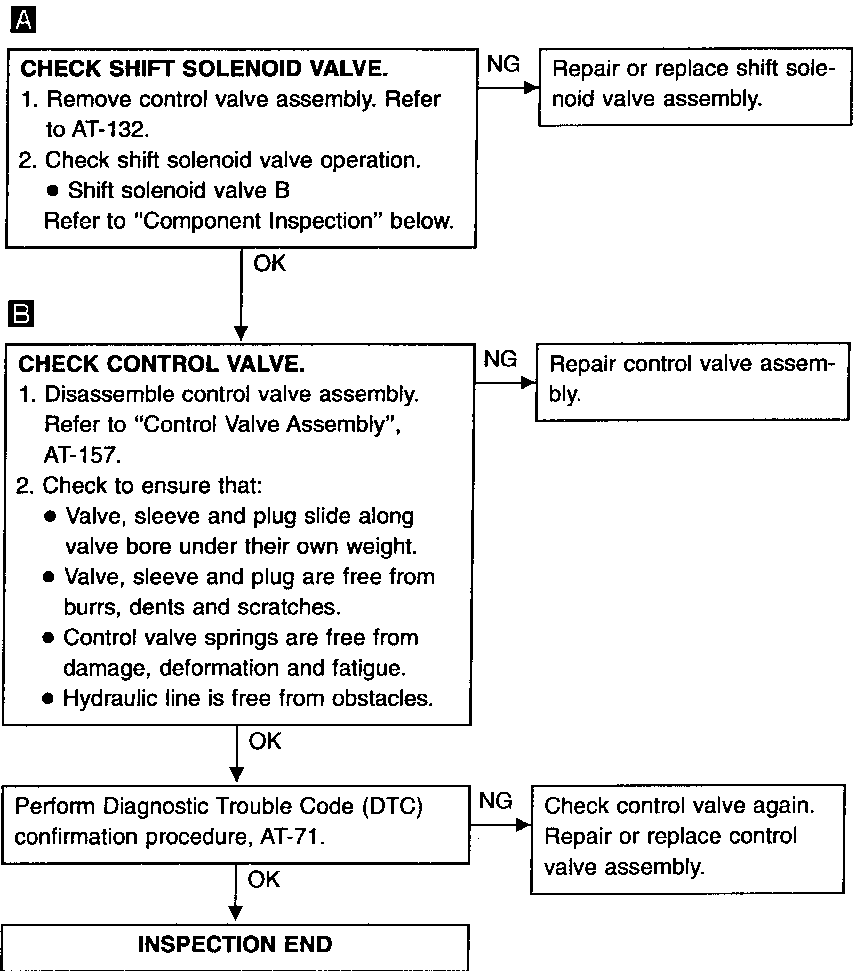 A
CHECK SHIFT SOLENOID VALVE.
1. Remove control valve assembly. Refer
to AT-132.
2. Check shift solenoid valve operation.
● Shift solenoid valve B
Refer to "Component Inspection" below.
NG
Repair or replace shift sole-
noid valve assembly.
OK
B
CHECK CONTROL VALVE.
1. Disassemble control valve assembly.
Refer to "Control Valve Assembly",
AT-157.
2. Check to ensure that:
● Valve, sleeve and plug slide along
valve bore under their own weight.
● Valve, sleeve and plug are free from
burrs, dents and scratches.
● Control valve springs are free from
damage, deformation and fatigue.
● Hydraulic line is free from obstacles.
NG
Repair control valve assem-
bly.
OK
Perform Diagnostic Trouble Code (DTC)
confirmation procedure, AT-71.
NG
Check control valve again.
Repair or replace control
valve assembly.
OK
INSPECTION END